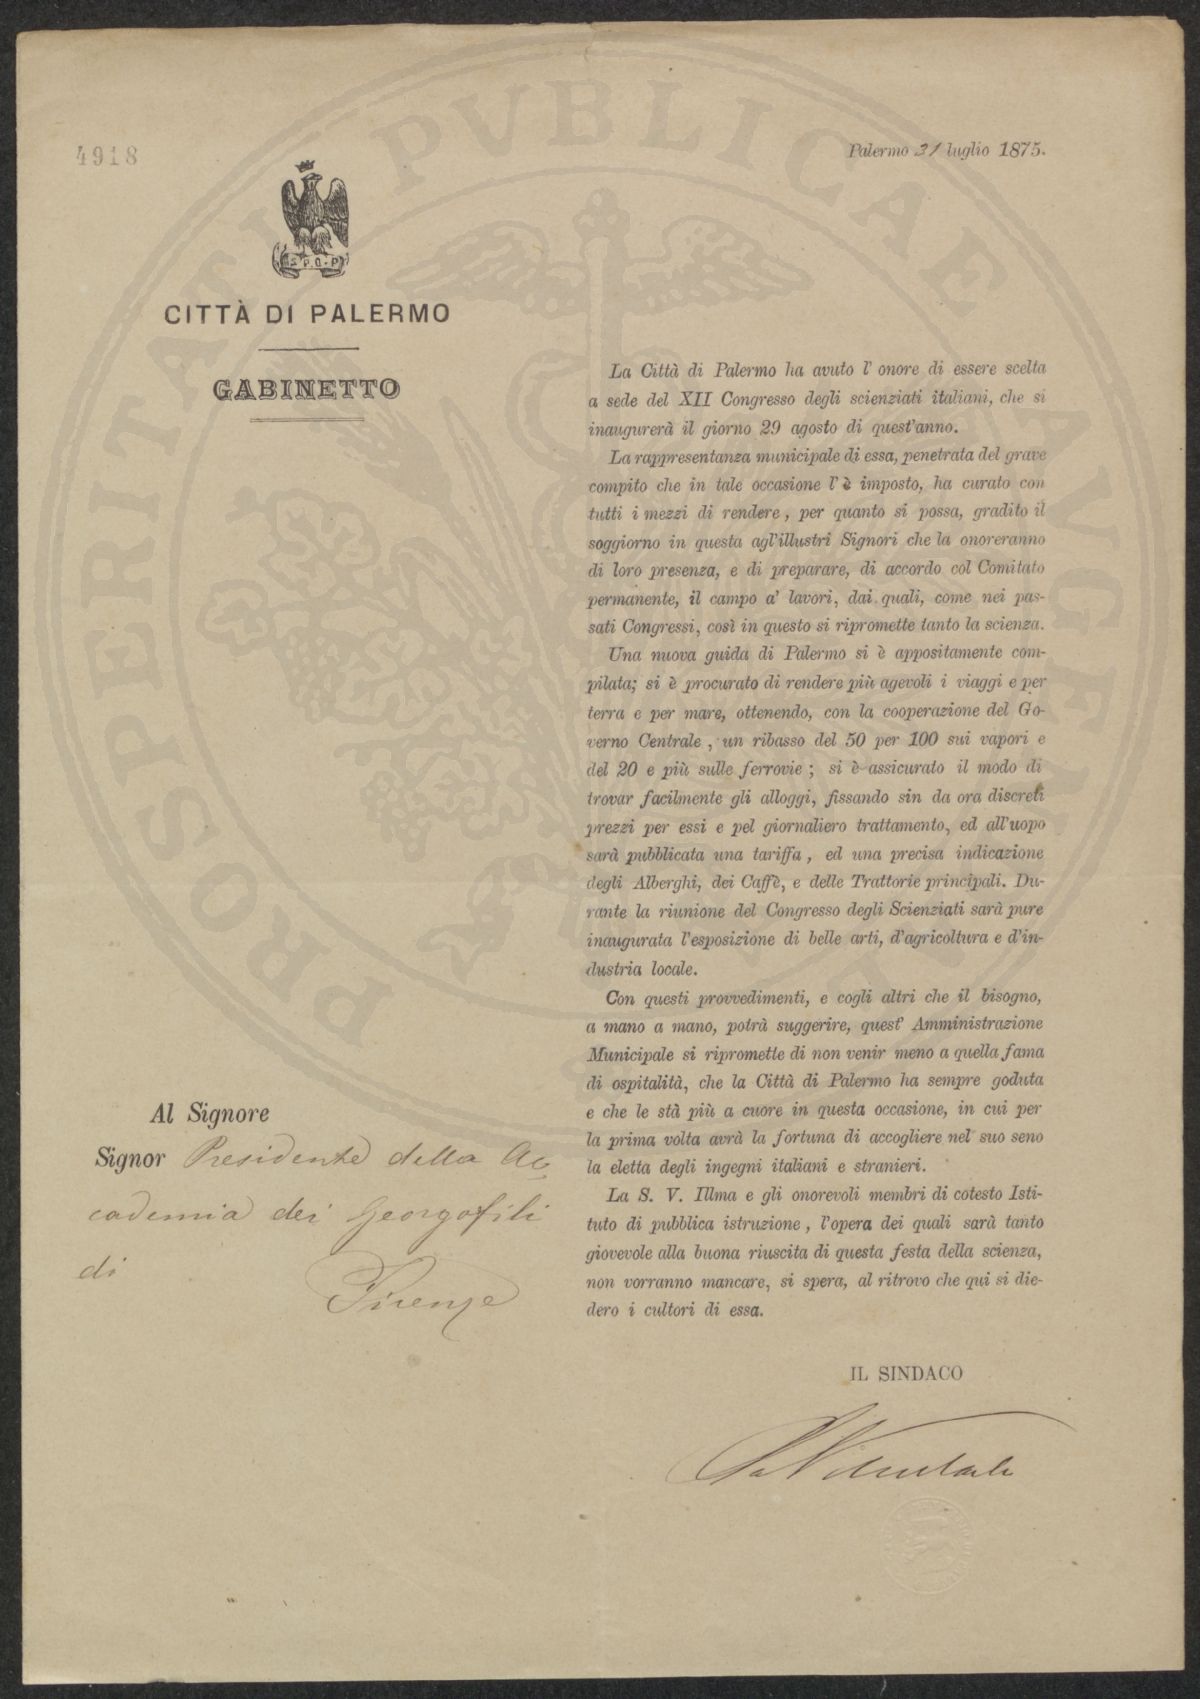 PROSPERITATI PVBLICAE AVGENDAE
4918
Palermo 31 luglio 1875.
S.P.Q.P
CITTÀ DI PALERMO
GABINETTO
La Città di Palermo ha avuto l' onore di essere scelta
a sede del XII Congresso degli scienziati italiani, che si
inaugurerà il giorno 29 agosto di quest'anno.
La rappresentanza municipale di essa, penetrata del grave
compito che in tale occasione l' è imposto, ha curato con
tutti i mezzi di rendere, per quanto si possa, gradito il
soggiorno in questa agl'illustri Signori che la onoreranno
di loro presenza, e di preparare, di accordo col Comitato
permanente, il campo a' lavori, dai quali, come nei pas-
sati Congressi, così in questo si ripromette tanto la scienza.
Una nuova guida di Palermo si è appositamente com-
pilata; si è procurato di rendere più agevoli i viaggi e per
terra e per mare, ottenendo, con la cooperazione del Go-
verno Centrale, un ribasso del 50 per 100 sui vapori e
del 20 e più sulle ferrovie; si è assicurato il modo di
trovar facilmente gli alloggi, fissando sin da ora discreti
prezzi per essi e pel giornaliero trattamento, ed all'uopo
sarà pubblicata una tariffa, ed una precisa indicazione
degli Alberghi, dei Caffè, e delle Trattorie principali. Du-
rante la riunione del Congresso degli Scienziati sarà pure
inaugurata l'esposizione di belle arti, d'agricoltura e d'in-
dustria locale.
Con questi provvedimenti, e cogli altri che il bisogno,
a mano a mano, potrà suggerire, quest' Amministrazione
Municipale si ripromette di non venir meno a quella fama
di ospitalità, che la Città di Palermo ha sempre goduta
e che le stà più a cuore in questa occasione, in cui per
la prima volta avrà la fortuna di accogliere nel suo seno
la eletta degli ingegni italiani e stranieri.
La S. V. Illma e gli onorevoli membri di cotesto Isti-
tuto di pubblica istruzione, l'opera dei quali sarà tanto
giovevole alla buona riuscita di questa festa della scienza,
non vorranno mancare, si spera, al ritrovo che qui si die-
dero i cultori di essa.
Al Signore
Signor Presidente della Ac
cademia dei Georgofili
di
Firenze
IL SINDACO